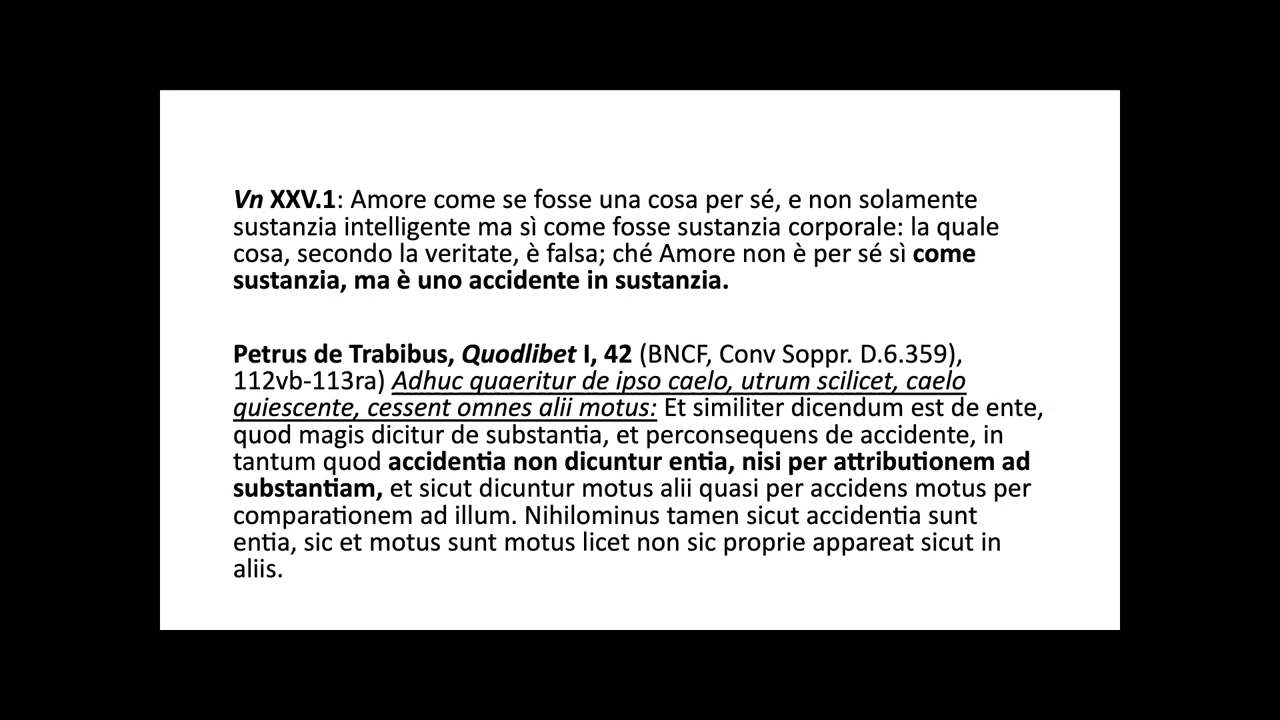 Vn XXV.1: Amore come se fosse una cosa per sé, e non solamente
sustanzia intelligente ma sì come fosse sustanzia corporale: la quale
cosa, secondo la veritate, è falsa; ché Amore non è per sé sì come
sustanzia, ma è uno accidente in sustanzia.
Petrus de Trabibus, Quodlibet I, 42 (BNCF, Conv Soppr. D.6.359),
112vb-113ra) Adhuc quaeritur de ipso caelo, utrum scilicet, caelo
quiescente, cessent omnes alii motus: Et similiter dicendum est de ente,
quod magis dicitur de substantia, et perconsequens de accidente, in
tantum quod accidentia non dicuntur entia, nisi per attributionem ad
substantiam, et sicut dicuntur motus alii quasi per accidens motus per
comparationem ad illum. Nihilominus tamen sicut accidentia sunt
entia, sic et motus sunt motus licet non sic proprie appareat sicut in
aliis.